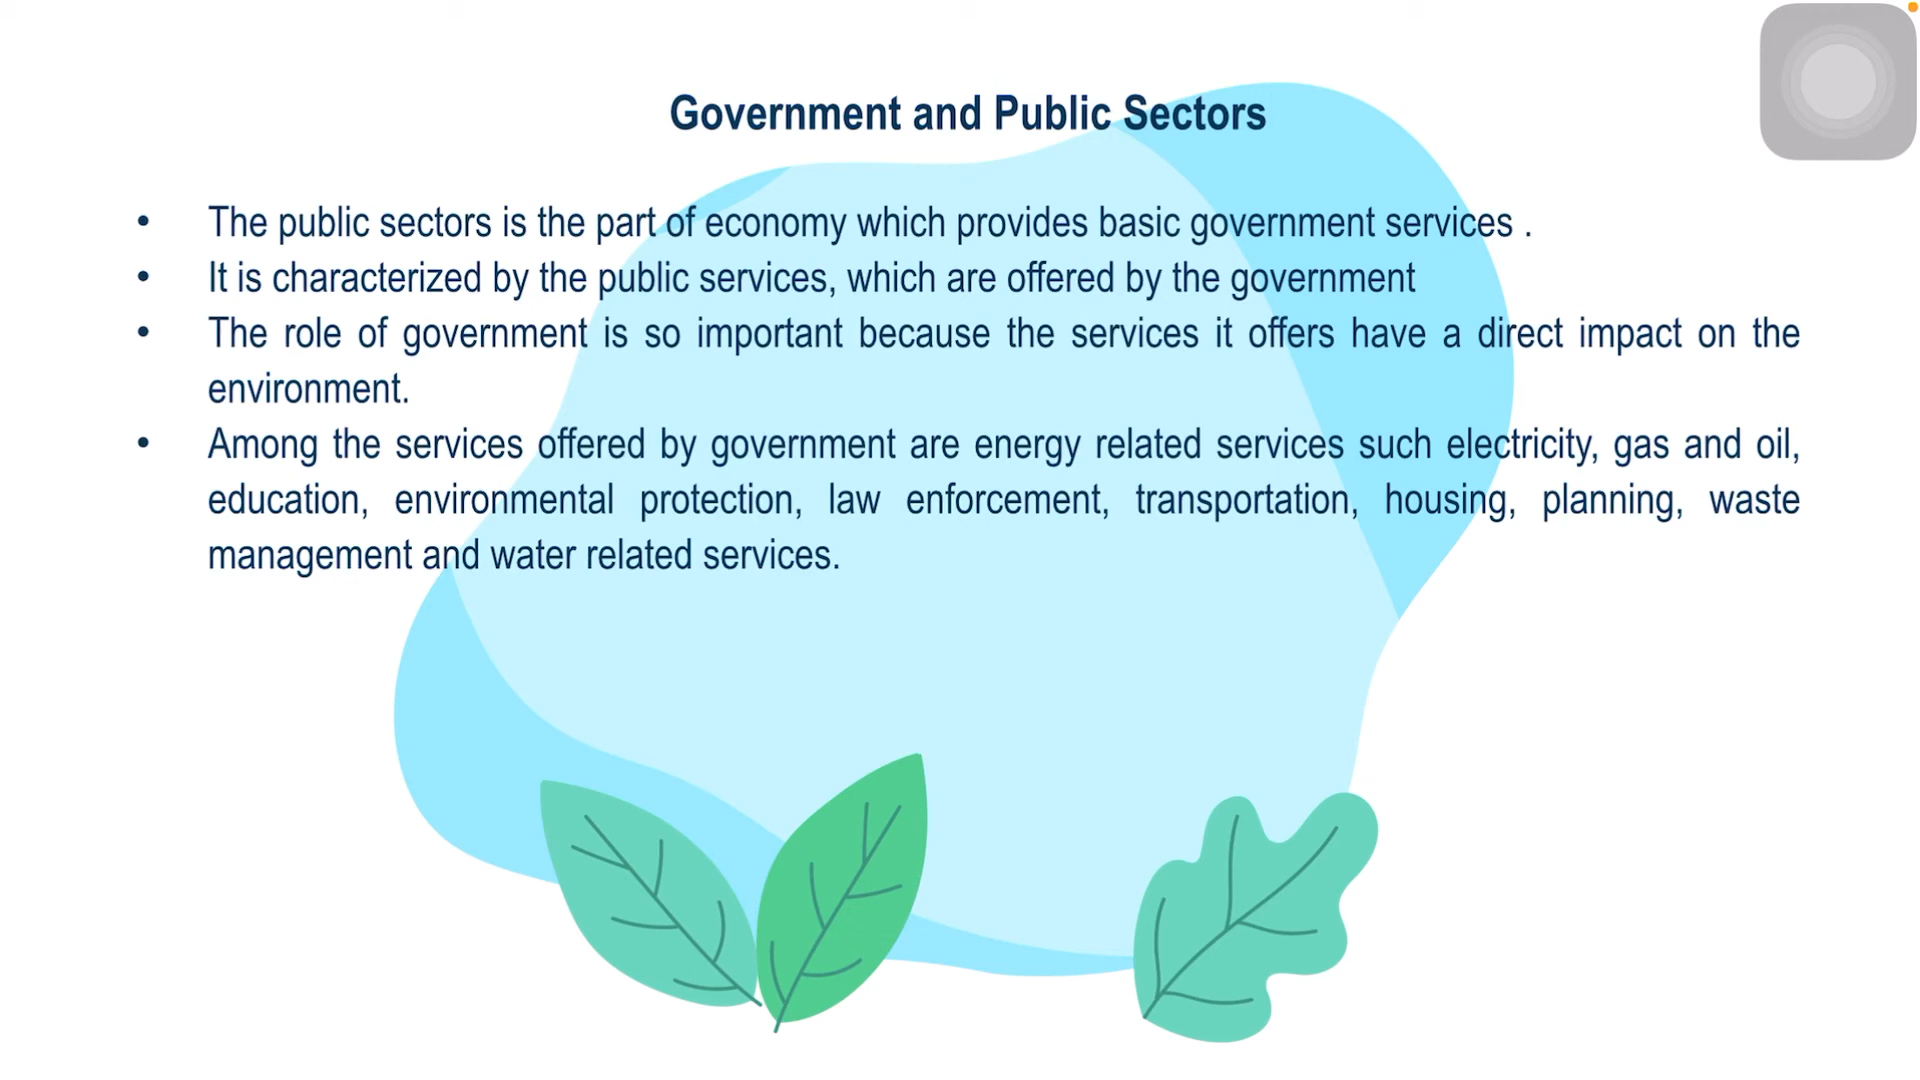 Government and Public Sectors
• The public sectors is the part of economy which provides basic government services .
• It is characterized by the public services, which are offered by the government
• The role of government is so important because the services it offers have a direct impact on the
environment.
• Among the services offered by government are energy related services such electricity, gas and oil,
education, environmental protection, law enforcement, transportation, housing, planning, waste
management and water related services.